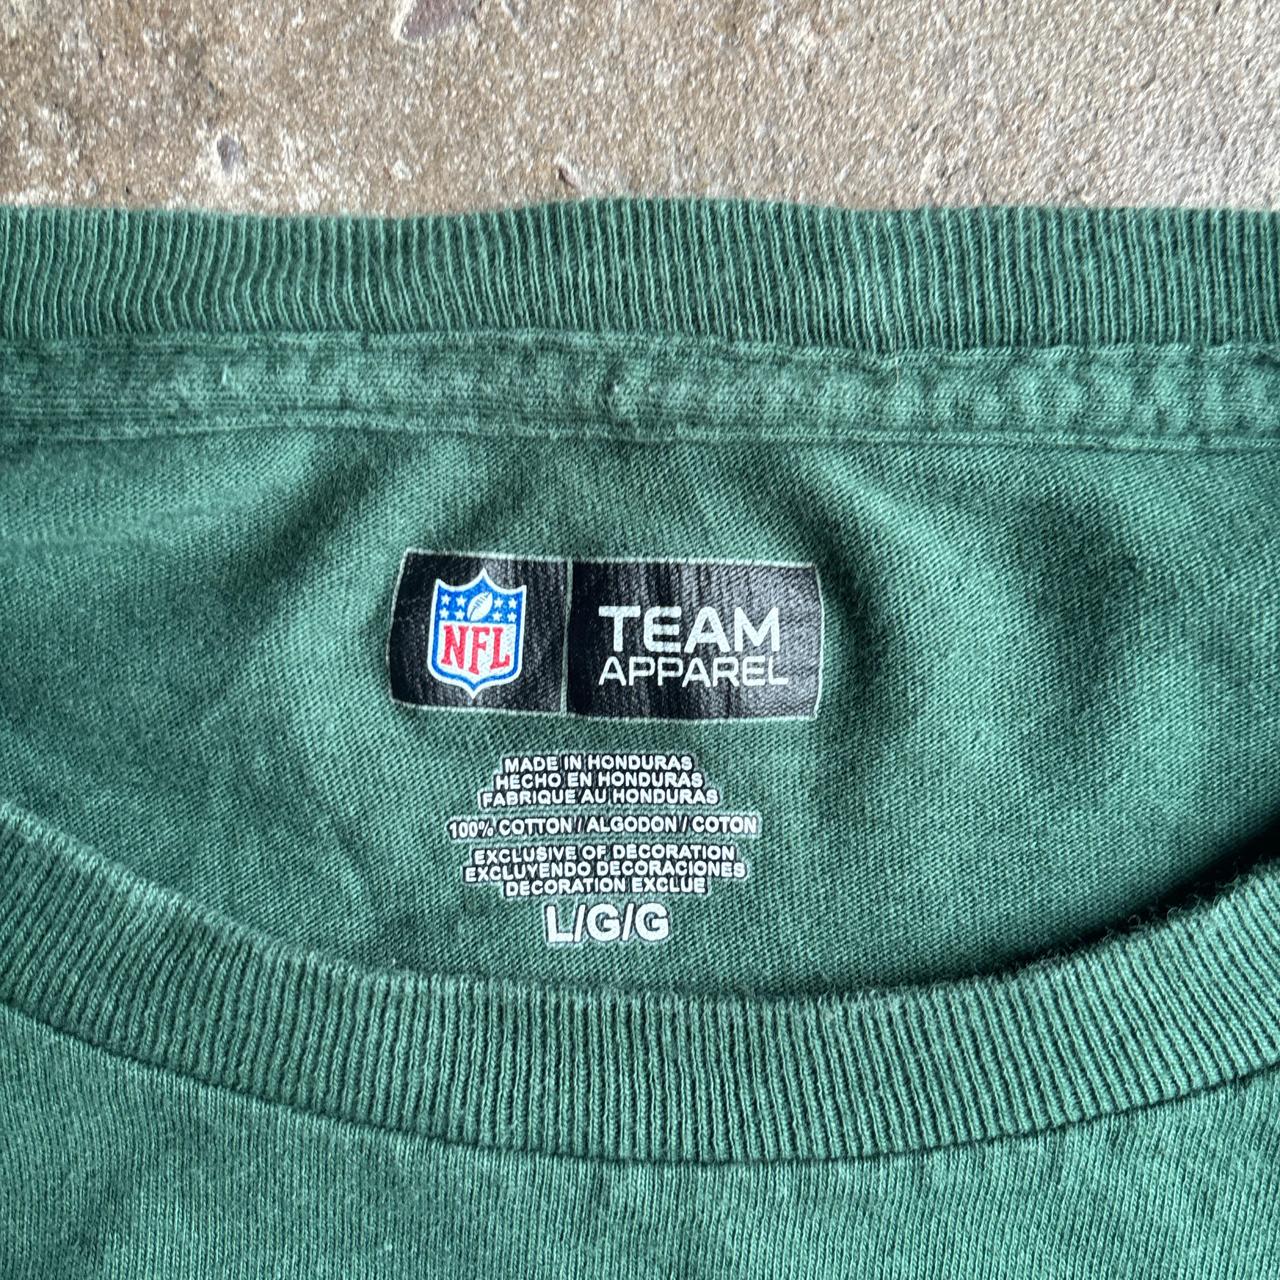 NFL
TEAM
APPAREL
MADE IN HONDURAS
HECHO EN HONDURAS
FABRIQUE AU HONDURAS
100% COTTON / ALGODON / COTON
EXCLUSIVE OF DECORATION
EXCLUYENDO DECORACIONES
DECORATION EXCLUE
L/G/G